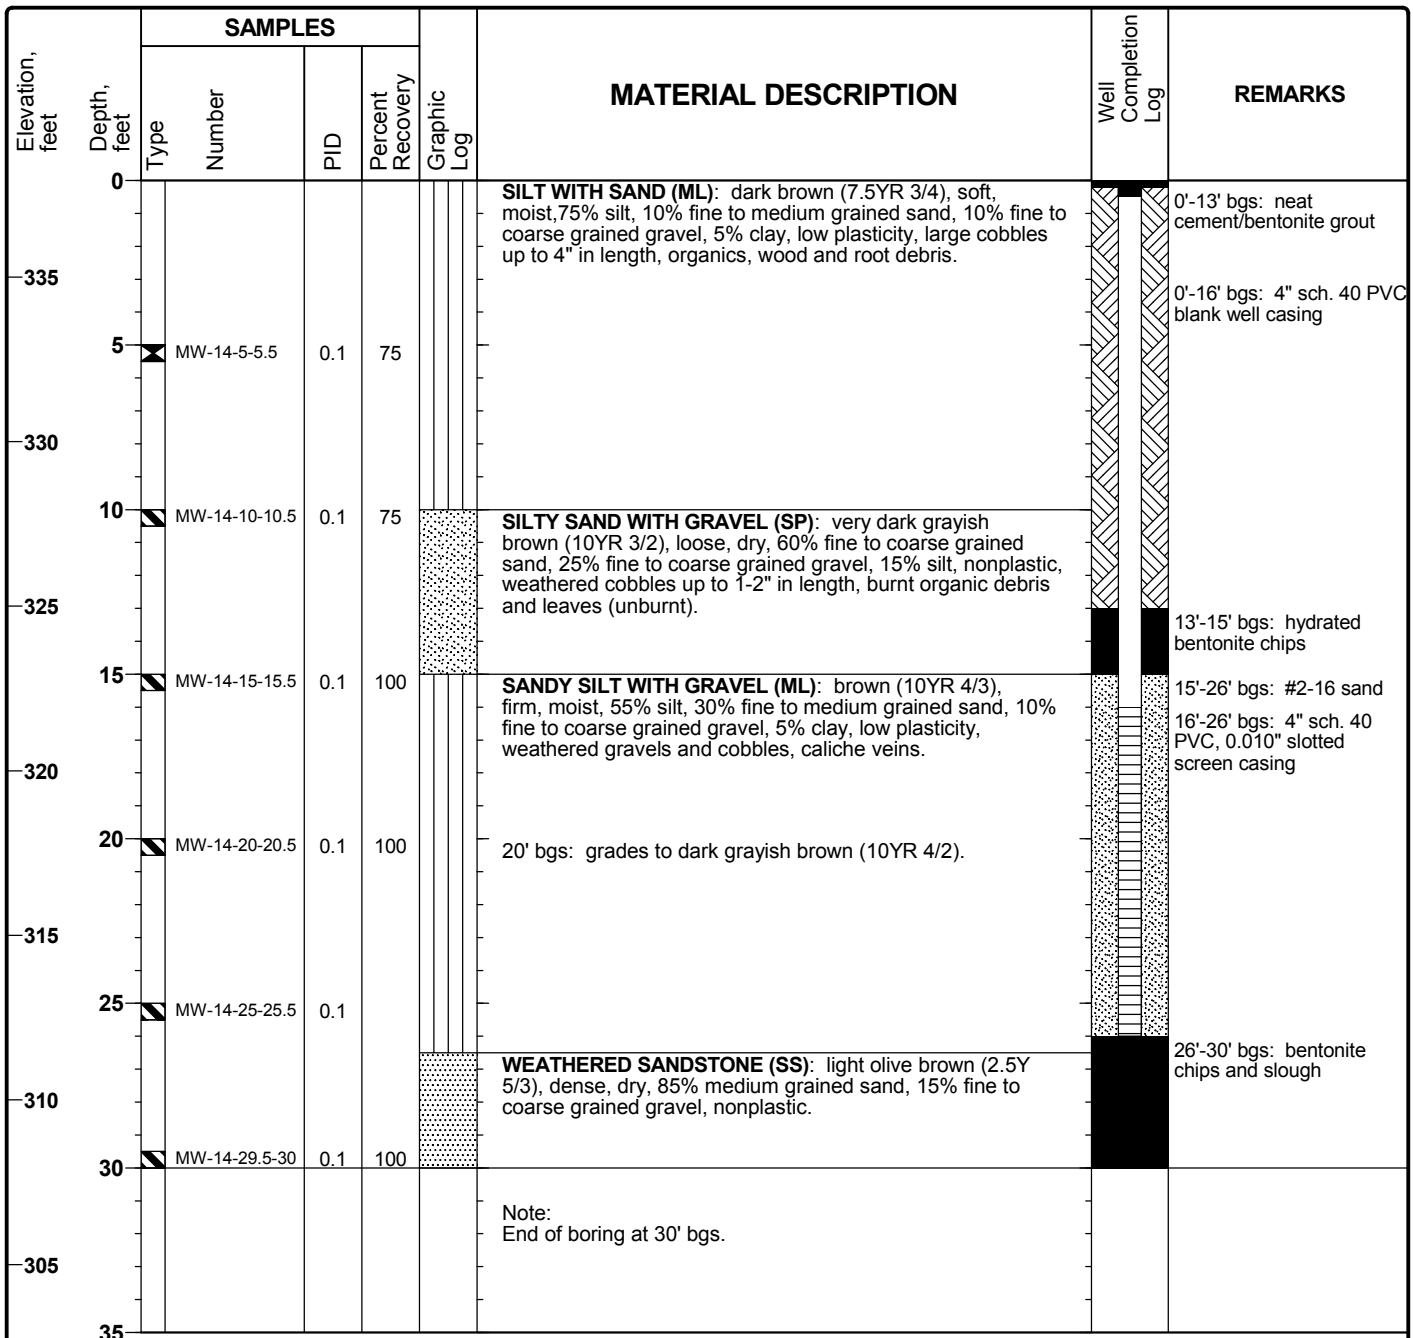 SAMPLES
Elevation,
feet
Depth,
feet
Type
Number
PID
Percent
Recovery
Graphic
Log
MATERIAL DESCRIPTION
Well
Completion
Log
REMARKS
0
SILT WITH SAND (ML): dark brown (7.5YR 3/4), soft,
moist,75% silt, 10% fine to medium grained sand, 10% fine to
coarse grained gravel, 5% clay, low plasticity, large cobbles
up to 4" in length, organics, wood and root debris.
0'-13' bgs: neat
cement/bentonite grout
335
0'-16' bgs: 4" sch. 40 PVC
blank well casing
5 MW-14-5-5.5 0.1 75
330
10 MW-14-10-10.5 0.1 75
SILTY SAND WITH GRAVEL (SP): very dark grayish
brown (10YR 3/2), loose, dry, 60% fine to coarse grained
sand, 25% fine to coarse grained gravel, 15% silt, nonplastic,
weathered cobbles up to 1-2" in length, burnt organic debris
and leaves (unburnt).
325
13'-15' bgs: hydrated
bentonite chips
15 MW-14-15-15.5 0.1 100
SANDY SILT WITH GRAVEL (ML): brown (10YR 4/3),
firm, moist, 55% silt, 30% fine to medium grained sand, 10%
fine to coarse grained gravel, 5% clay, low plasticity,
weathered gravels and cobbles, caliche veins.
15'-26' bgs: #2-16 sand
16'-26' bgs: 4" sch. 40
PVC, 0.010" slotted
screen casing
320
20 MW-14-20-20.5 0.1 100
20' bgs: grades to dark grayish brown (10YR 4/2).
315
25 MW-14-25-25.5 0.1
WEATHERED SANDSTONE (SS): light olive brown (2.5Y
5/3), dense, dry, 85% medium grained sand, 15% fine to
coarse grained gravel, nonplastic.
26'-30' bgs: bentonite
chips and slough
310
30 MW-14-29.5-30 0.1 100
Note:
End of boring at 30' bgs.
305
35